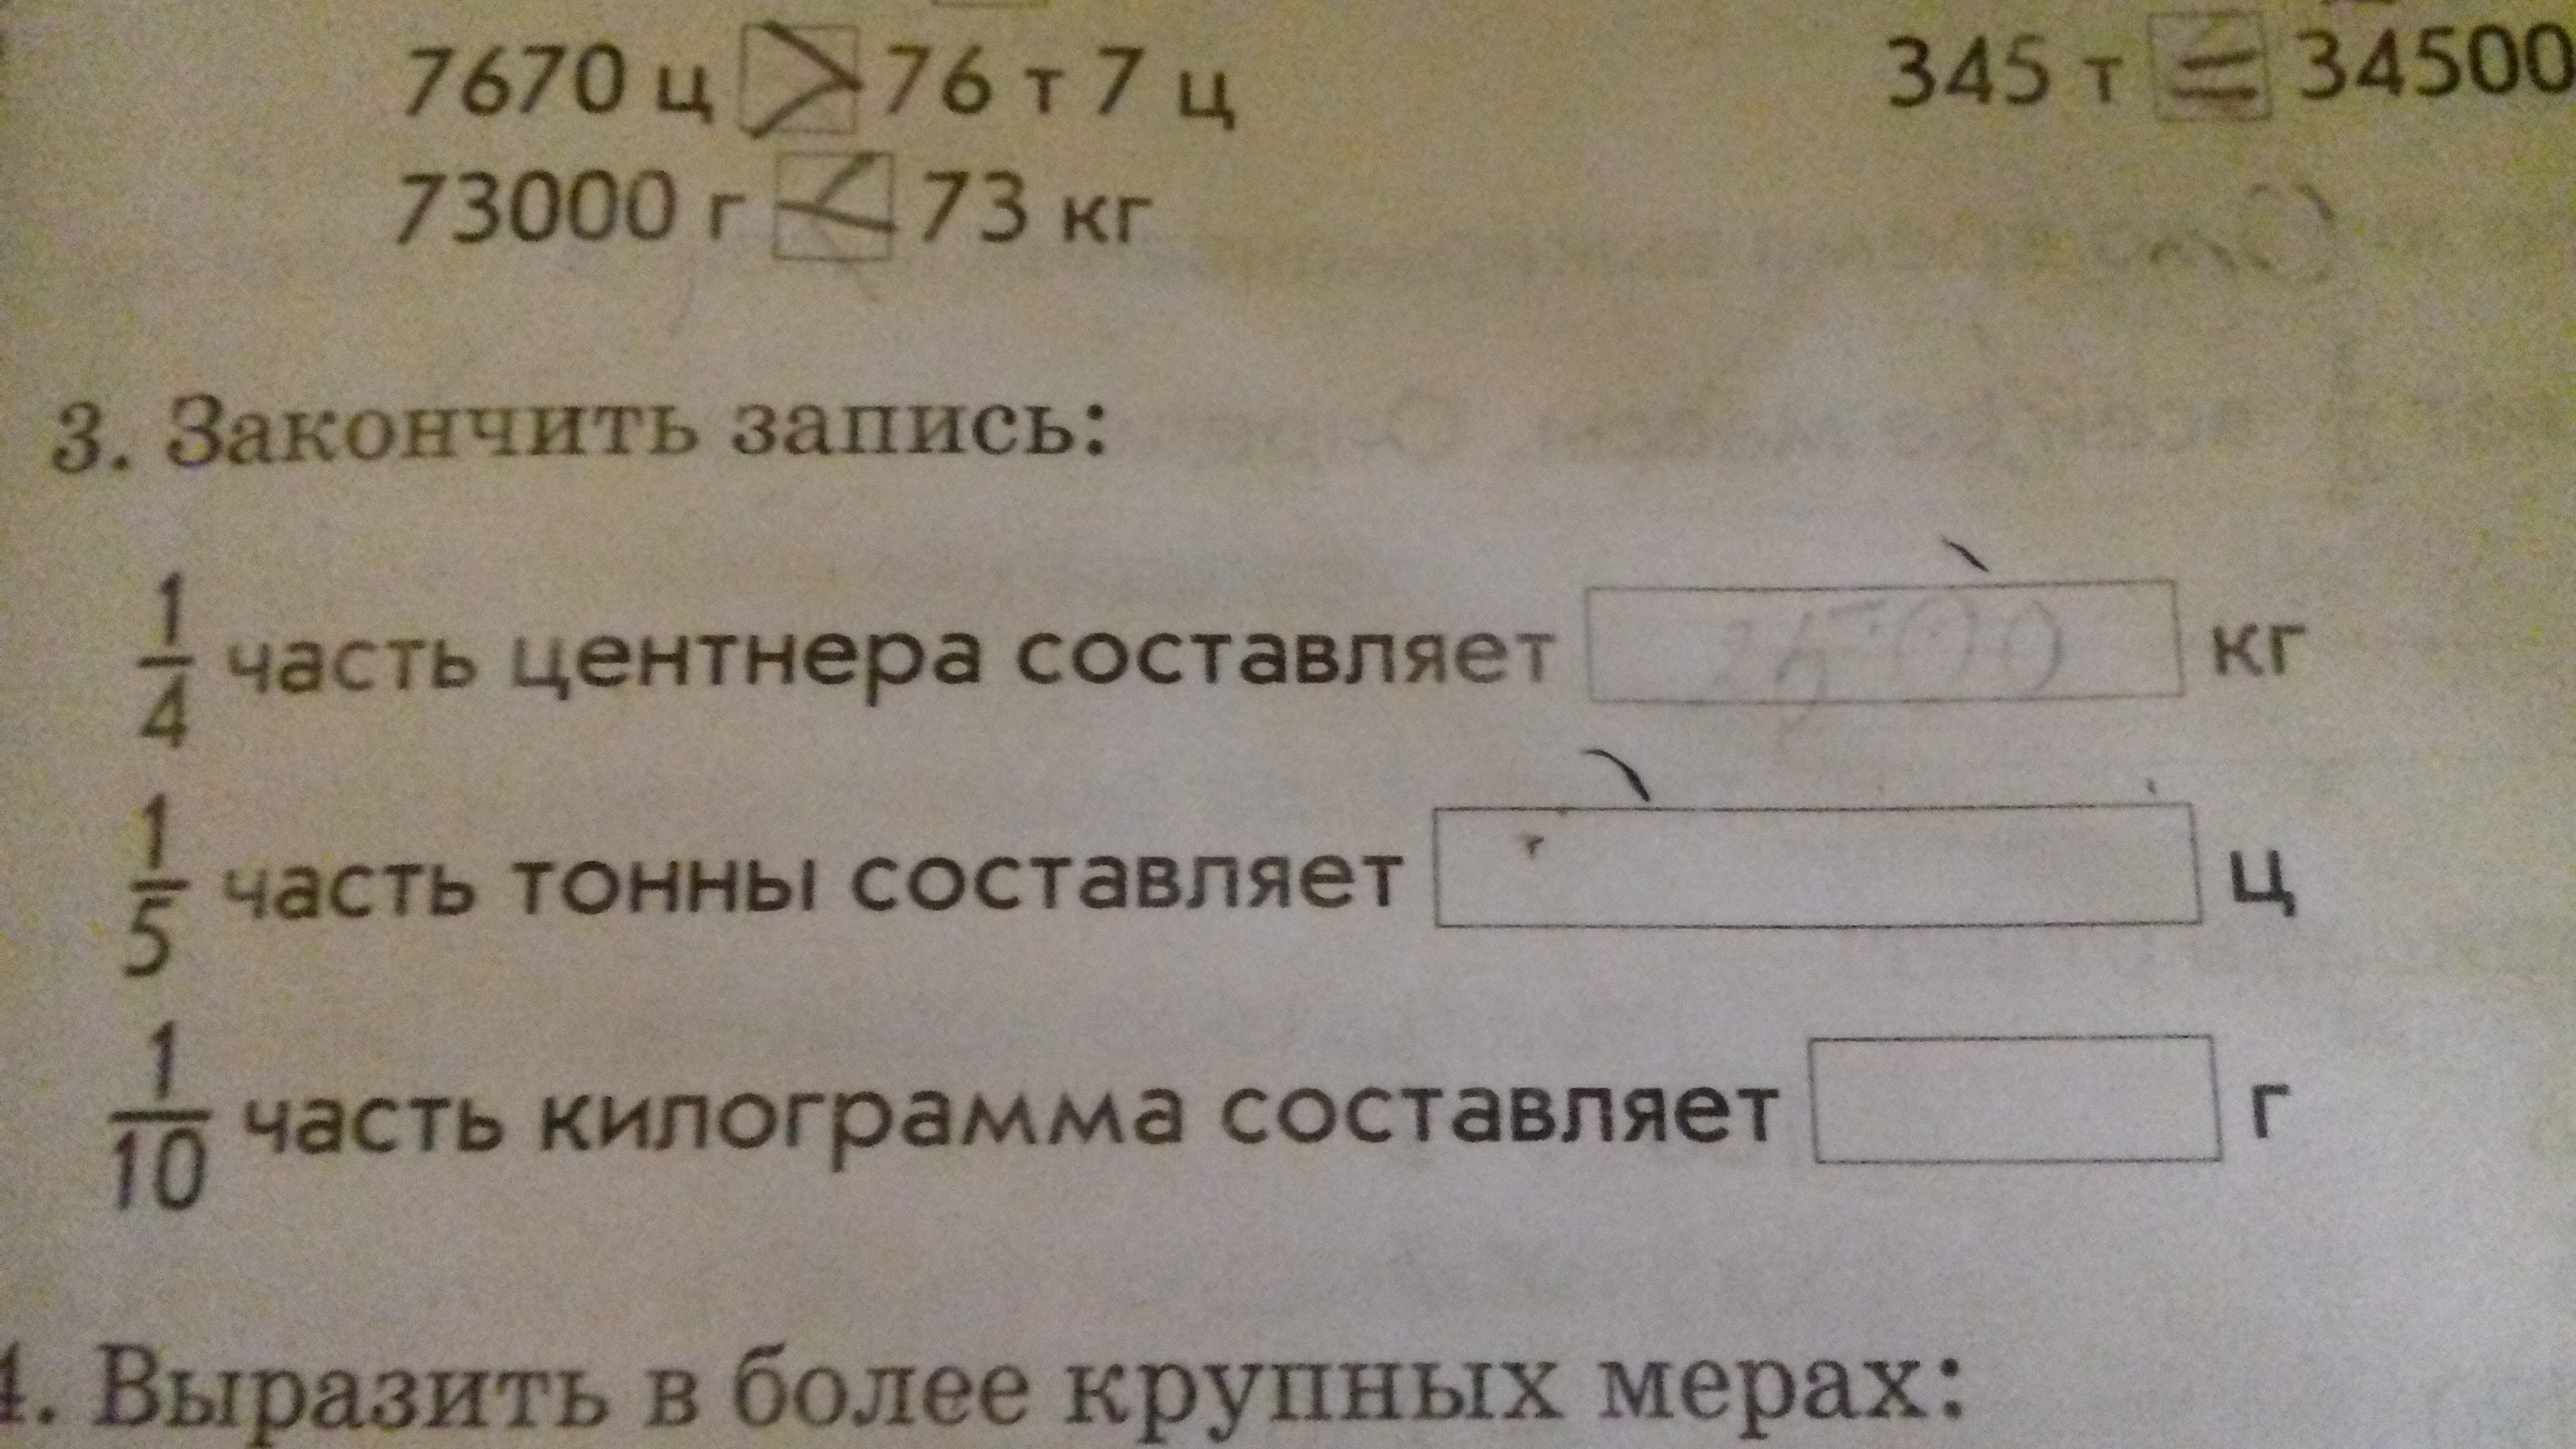 7670 ц > 76 т 7 ц
345 т = 34500
73000 г < 73 кг
3. Закончить запись:
1/4 часть центнера составляет кг
1/5 часть тонны составляет ц
1/10 часть килограмма составляет г
4. Выразить в более крупных мерах: